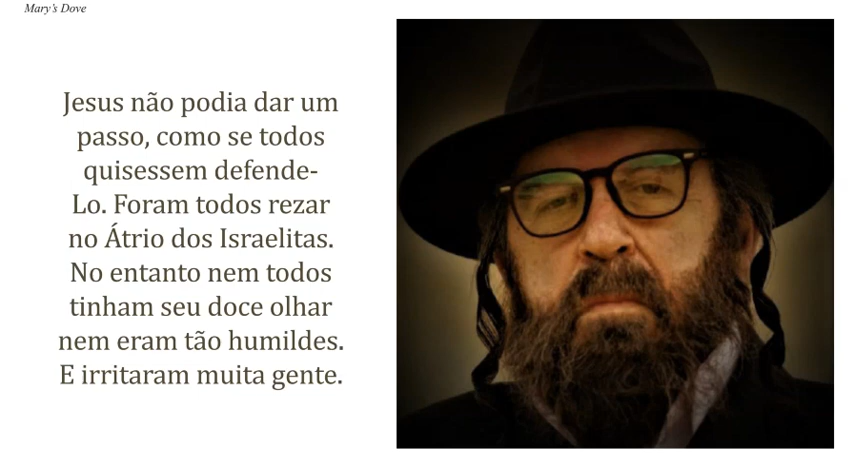 Mary's Dove
Jesus não podia dar um
passo, como se todos
quisessem defende-
Lo. Foram todos rezar
no Átrio dos Israelitas.
No entanto nem todos
tinham seu doce olhar
nem eram tão humildes.
E irritaram muita gente.